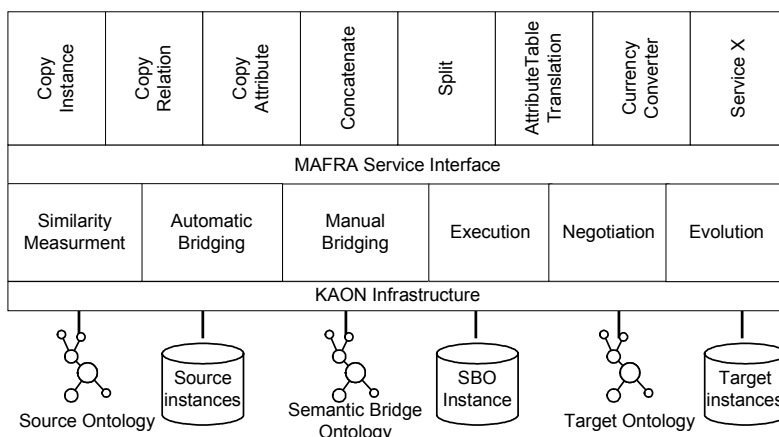 Copy
Instance
Copy
Relation
Copy
Attribute
Concatenate
Split
AttributeTable
Translation
Currency
Converter
Service X
MAFRA Service Interface
Similarity
Measurment
Automatic
Bridging
Manual
Bridging
Execution
Negotiation
Evolution
KAON Infrastructure
Source Ontology
Source
instances
Semantic Bridge
Ontology
SBO
Instance
Target Ontology
Target
instances